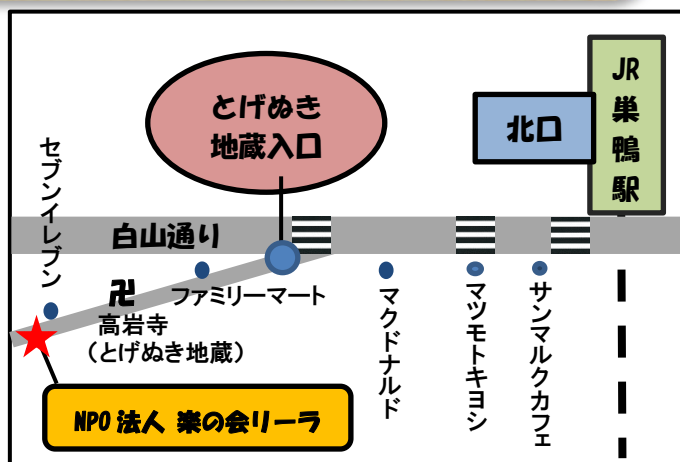 JR巣鴨駅
北口
とげぬき
地蔵入口
セブンイレブン
白山通り
卍
ファミリーマート
高岩寺
（とげぬき地蔵）
マクドナルド
マツモトキヨシ
サンマルクカフェ
NPO法人 楽の会リーラ